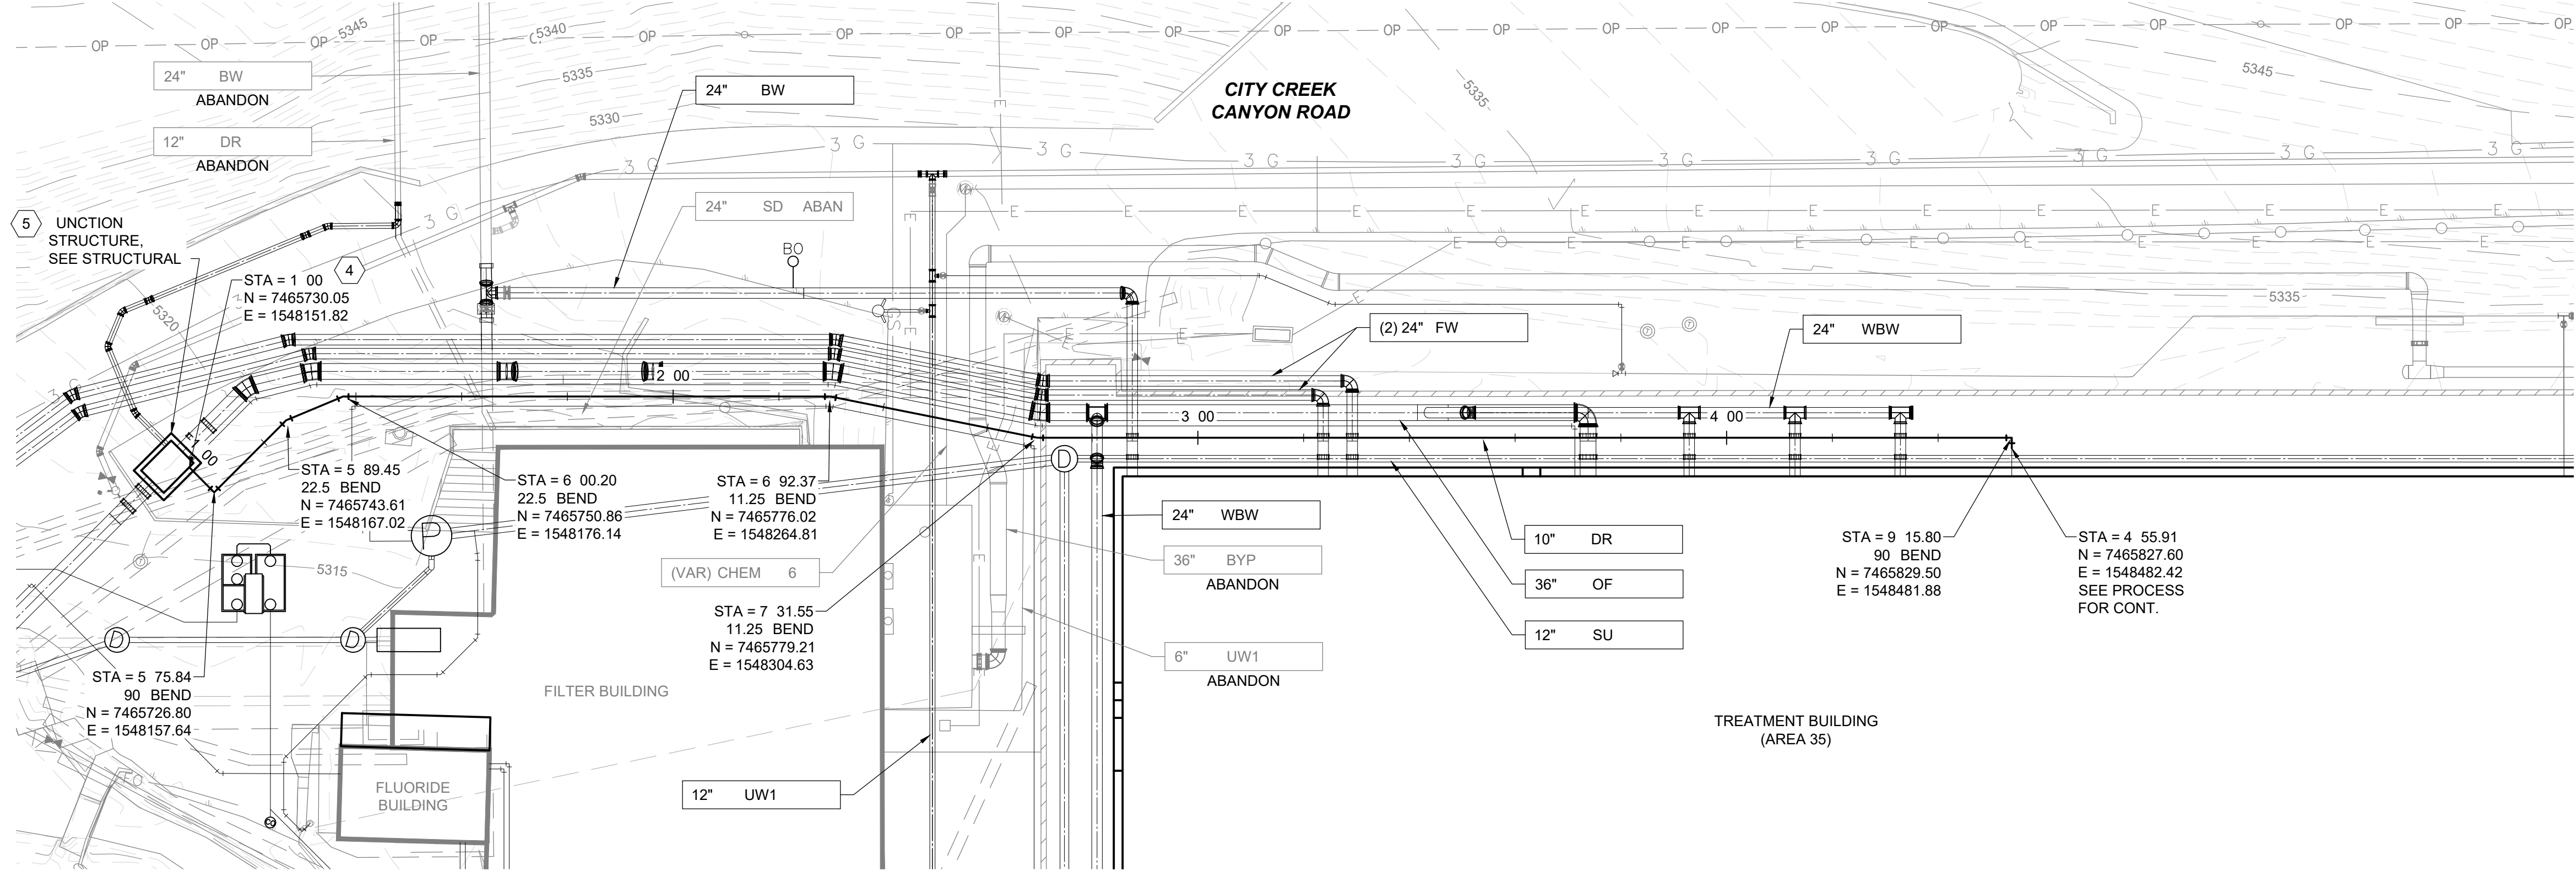 OP OP OP OP OP OP OP OP OP OP OP OP OP OP OP OP OP OP OP OP OP OP OP
5345
5340
5335
5330
5335
5345
24" BW
ABANDON
12" DR
ABANDON
24" BW
CITY CREEK
CANYON ROAD
3 G 3 G 3 G 3 G 3 G 3 G 3 G 3 G 3 G 3 G
24" SD ABAN
5 UNCTION
STRUCTURE,
SEE STRUCTURAL
4
STA = 1 00
N = 7465730.05
E = 1548151.82
BO
E E E E E E E E E E E E E
5320
5335
(2) 24" FW
24" WBW
2 00
3 00
4 00
1 00
STA = 5 89.45
22.5 BEND
N = 7465743.61
E = 1548167.02
STA = 6 00.20
22.5 BEND
N = 7465750.86
E = 1548176.14
STA = 6 92.37
11.25 BEND
N = 7465776.02
E = 1548264.81
P
D
24" WBW
36" BYP
ABANDON
10" DR
36" OF
12" SU
STA = 9 15.80
90 BEND
N = 7465829.50
E = 1548481.88
STA = 4 55.91
N = 7465827.60
E = 1548482.42
SEE PROCESS
FOR CONT.
5315
(VAR) CHEM 6
STA = 7 31.55
11.25 BEND
N = 7465779.21
E = 1548304.63
6" UW1
ABANDON
D
D
STA = 5 75.84
90 BEND
N = 7465726.80
E = 1548157.64
FILTER BUILDING
TREATMENT BUILDING
(AREA 35)
FLUORIDE
BUILDING
12" UW1